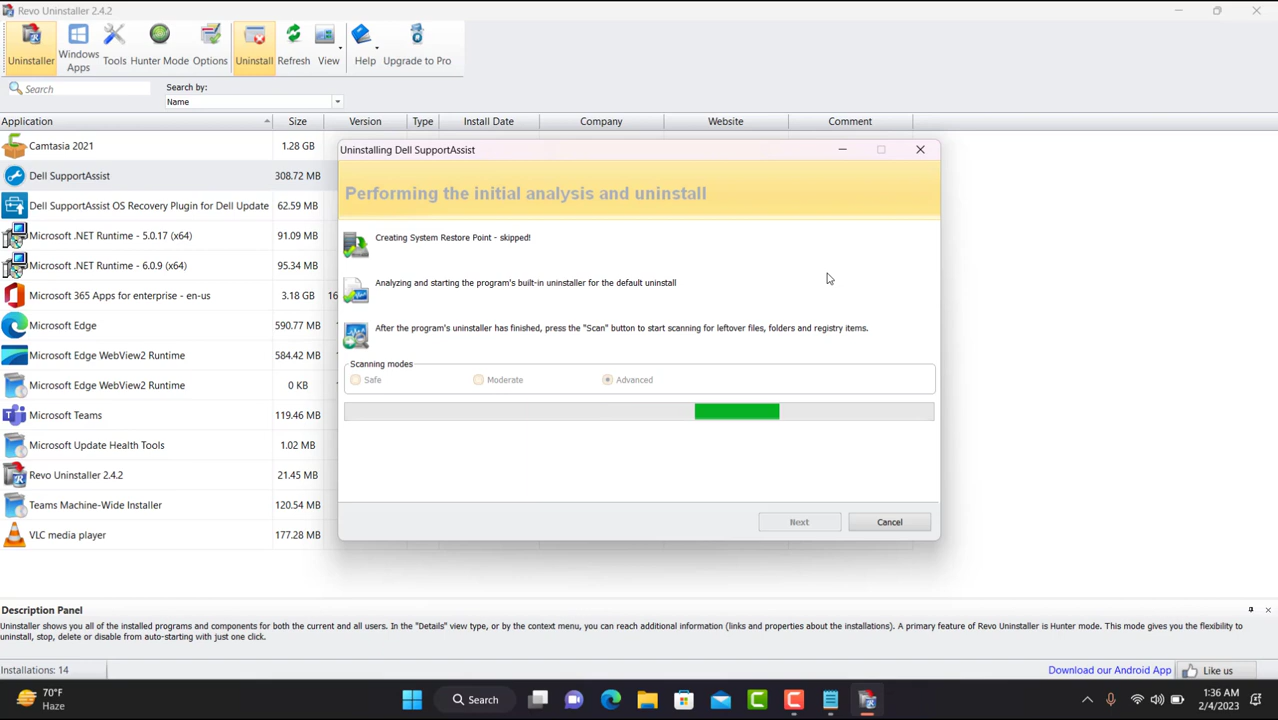 Revo Uninstaller 2.4.2
Uninstaller
Windows Apps
Tools
Hunter Mode
Options
Uninstall
Refresh
View
Help
Upgrade to Pro
Search
Search by:
Name
Application Size Version Type Install Date Company Website Comment
Camtasia 2021 1.28 GB
Dell SupportAssist 308.72 MB
Dell SupportAssist OS Recovery Plugin for Dell Update 62.59 MB
Microsoft .NET Runtime - 5.0.17 (x64) 91.09 MB
Microsoft .NET Runtime - 6.0.9 (x64) 95.34 MB
Microsoft 365 Apps for enterprise - en-us 3.18 GB 16
Microsoft Edge 590.77 MB
Microsoft Edge WebView2 Runtime 584.42 MB
Microsoft Edge WebView2 Runtime 0 KB
Microsoft Teams 119.46 MB
Microsoft Update Health Tools 1.02 MB
Revo Uninstaller 2.4.2 21.45 MB
Teams Machine-Wide Installer 120.54 MB
VLC media player 177.28 MB
Uninstalling Dell SupportAssist
Performing the initial analysis and uninstall
Creating System Restore Point - skipped!
Analyzing and starting the program's built-in uninstaller for the default uninstall
After the program's uninstaller has finished, press the "Scan" button to start scanning for leftover files, folders and registry items.
Scanning modes
Safe Moderate Advanced
Next Cancel
Description Panel
Uninstaller shows you all of the installed programs and components for both the current and all users. In the "Details" view type, or by the context menu, you can reach additional information (links and properties about the installations). A primary feature of Revo Uninstaller is Hunter mode. This mode gives you the flexibility to
uninstall, stop, delete or disable from auto-starting with just one click.
Installations: 14
Download our Android App
Like us
70°F
Haze
Search
1:36 AM
2/4/2023